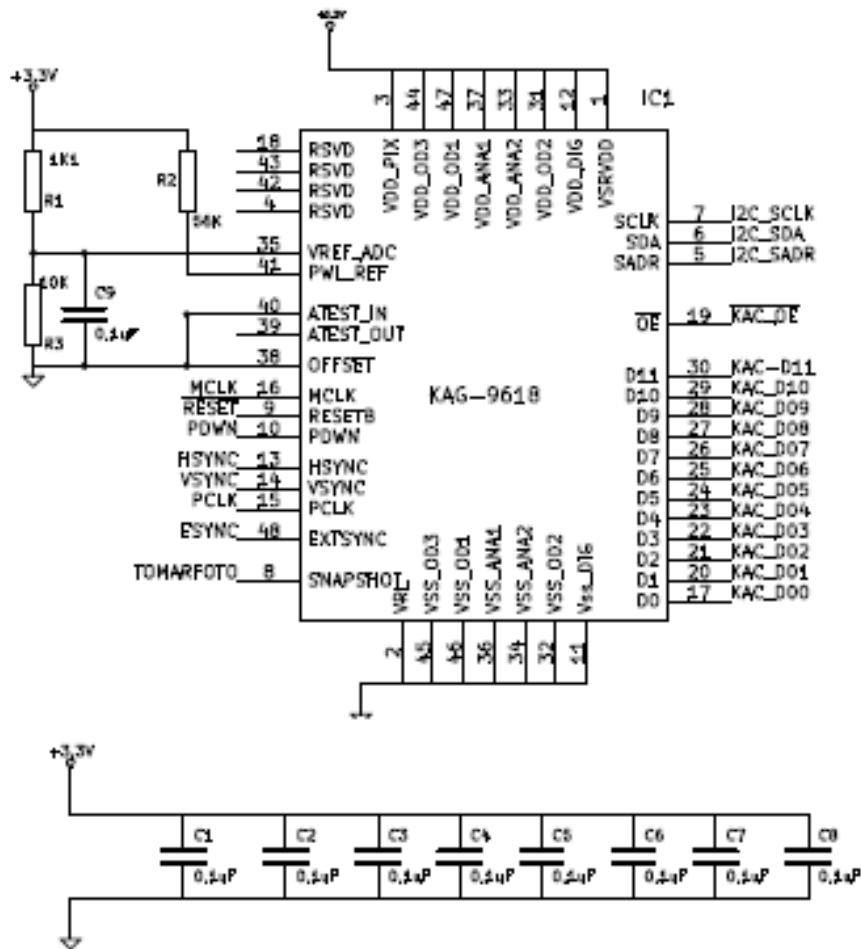 +3.3V
+3.3V
3
44
47
37
33
31
12
1
IC1
1K1
R1
R2
56K
10K
R3
C9
0.1uF
18 RSVD
43 RSVD
42 RSVD
4 RSVD
35 VREF_ADC
41 PWL_REF
40 ATEST_IN
39 ATEST_OUT
38 OFFSET
MCLK 16 MCLK
RESET 9 RESETB
PDWN 10 PDWN
HSYNC 13 HSYNC
VSYNC 14 VSYNC
PCLK 15 PCLK
ESYNC 48 EXTSYNC
TOMARFOTO 8 SNAPSHOT
VDD_PIX
VDD_OD3
VDD_OD1
VDD_ANA1
VDD_ANA2
VDD_OD2
VDD_DIG
VSRVDD
KAG-9618
SCLK 7 I2C_SCLK
SDA 6 I2C_SDA
SADR 5 I2C_SADR
OE 19 KAC_OE
D11 30 KAC-D11
D10 29 KAC_D10
D9 28 KAC_D09
D8 27 KAC_D08
D7 26 KAC_D07
D6 25 KAC_D06
D5 24 KAC_D05
D4 23 KAC_D04
D3 22 KAC_D03
D2 21 KAC_D02
D1 20 KAC_D01
D0 17 KAC_D00
VRL
VSS_OD3
VSS_OD1
VSS_ANA1
VSS_ANA2
VSS_OD2
Vss_DIG
2
45
46
36
34
32
11
+3.3V
C1 C2 C3 C4 C5 C6 C7 C8
0.1uF 0.1uF 0.1uF 0.1uF 0.1uF 0.1uF 0.1uF 0.1uF